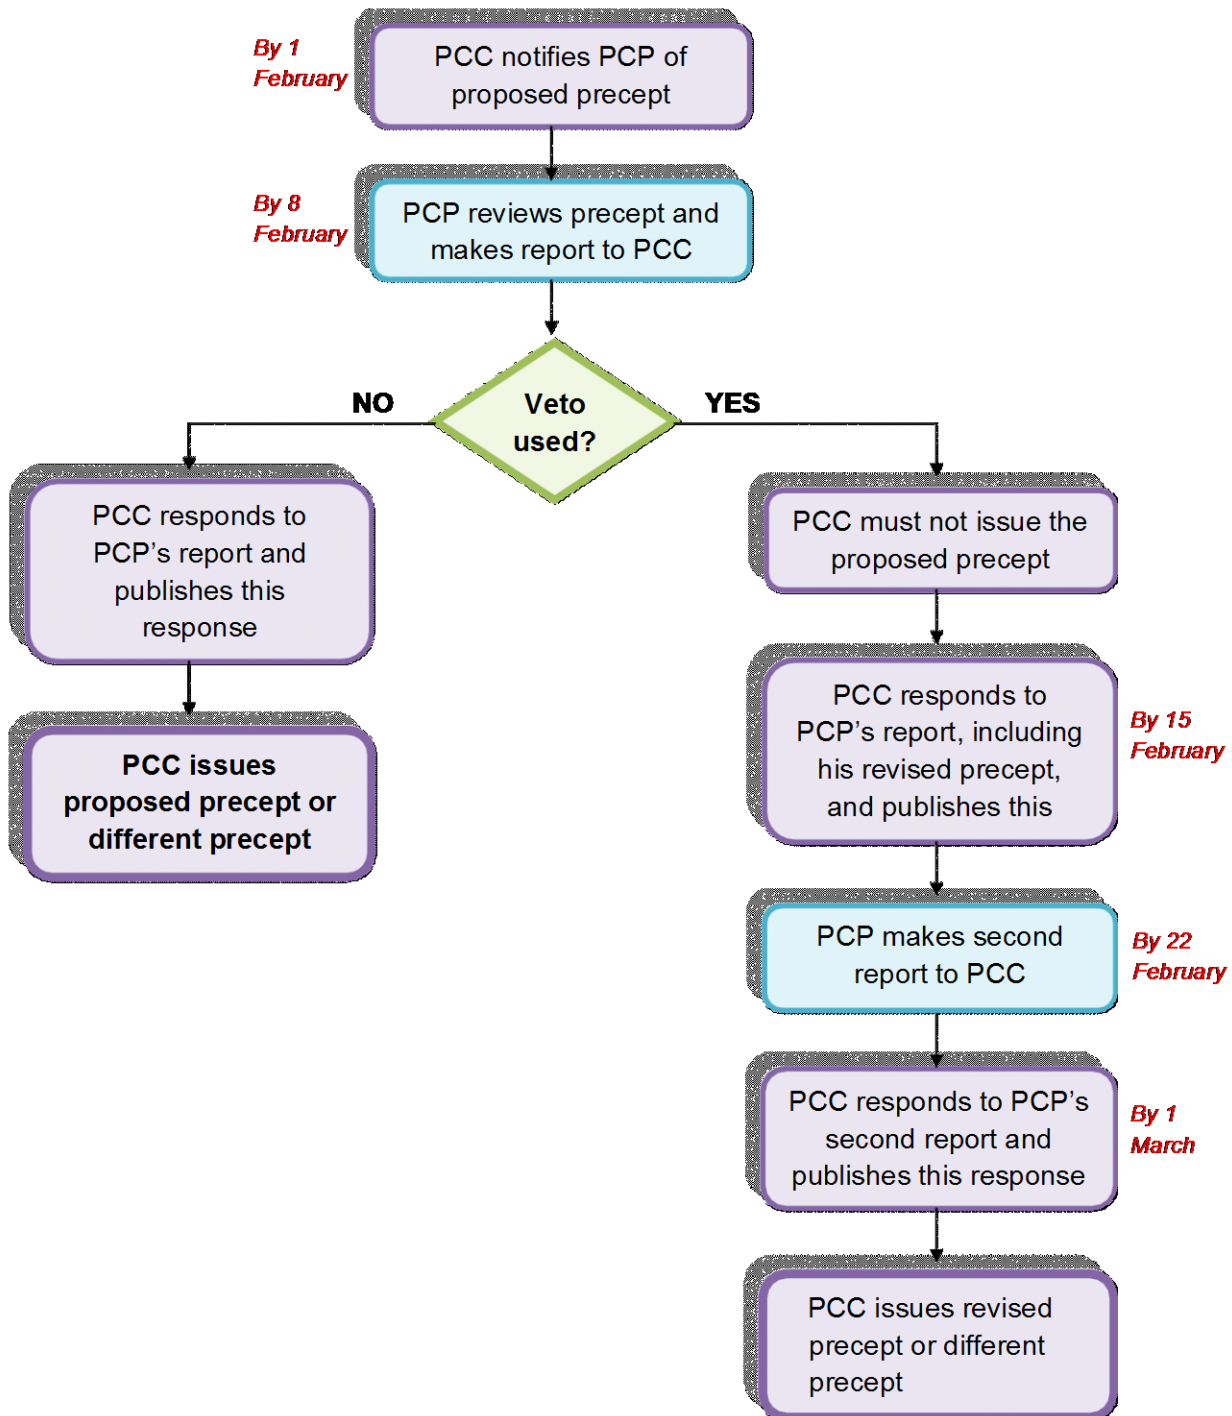 By 1
February
PCC notifies PCP of
proposed precept
By 8
February
PCP reviews precept and
makes report to PCC
Veto
used?
NO
PCC responds to
PCP’s report and
publishes this
response
PCC issues
proposed precept or
different precept
YES
PCC must not issue the
proposed precept
PCC responds to
PCP’s report, including
his revised precept,
and publishes this
By 15
February
PCP makes second
report to PCC
By 22
February
PCC responds to PCP’s
second report and
publishes this response
By 1
March
PCC issues revised
precept or different
precept